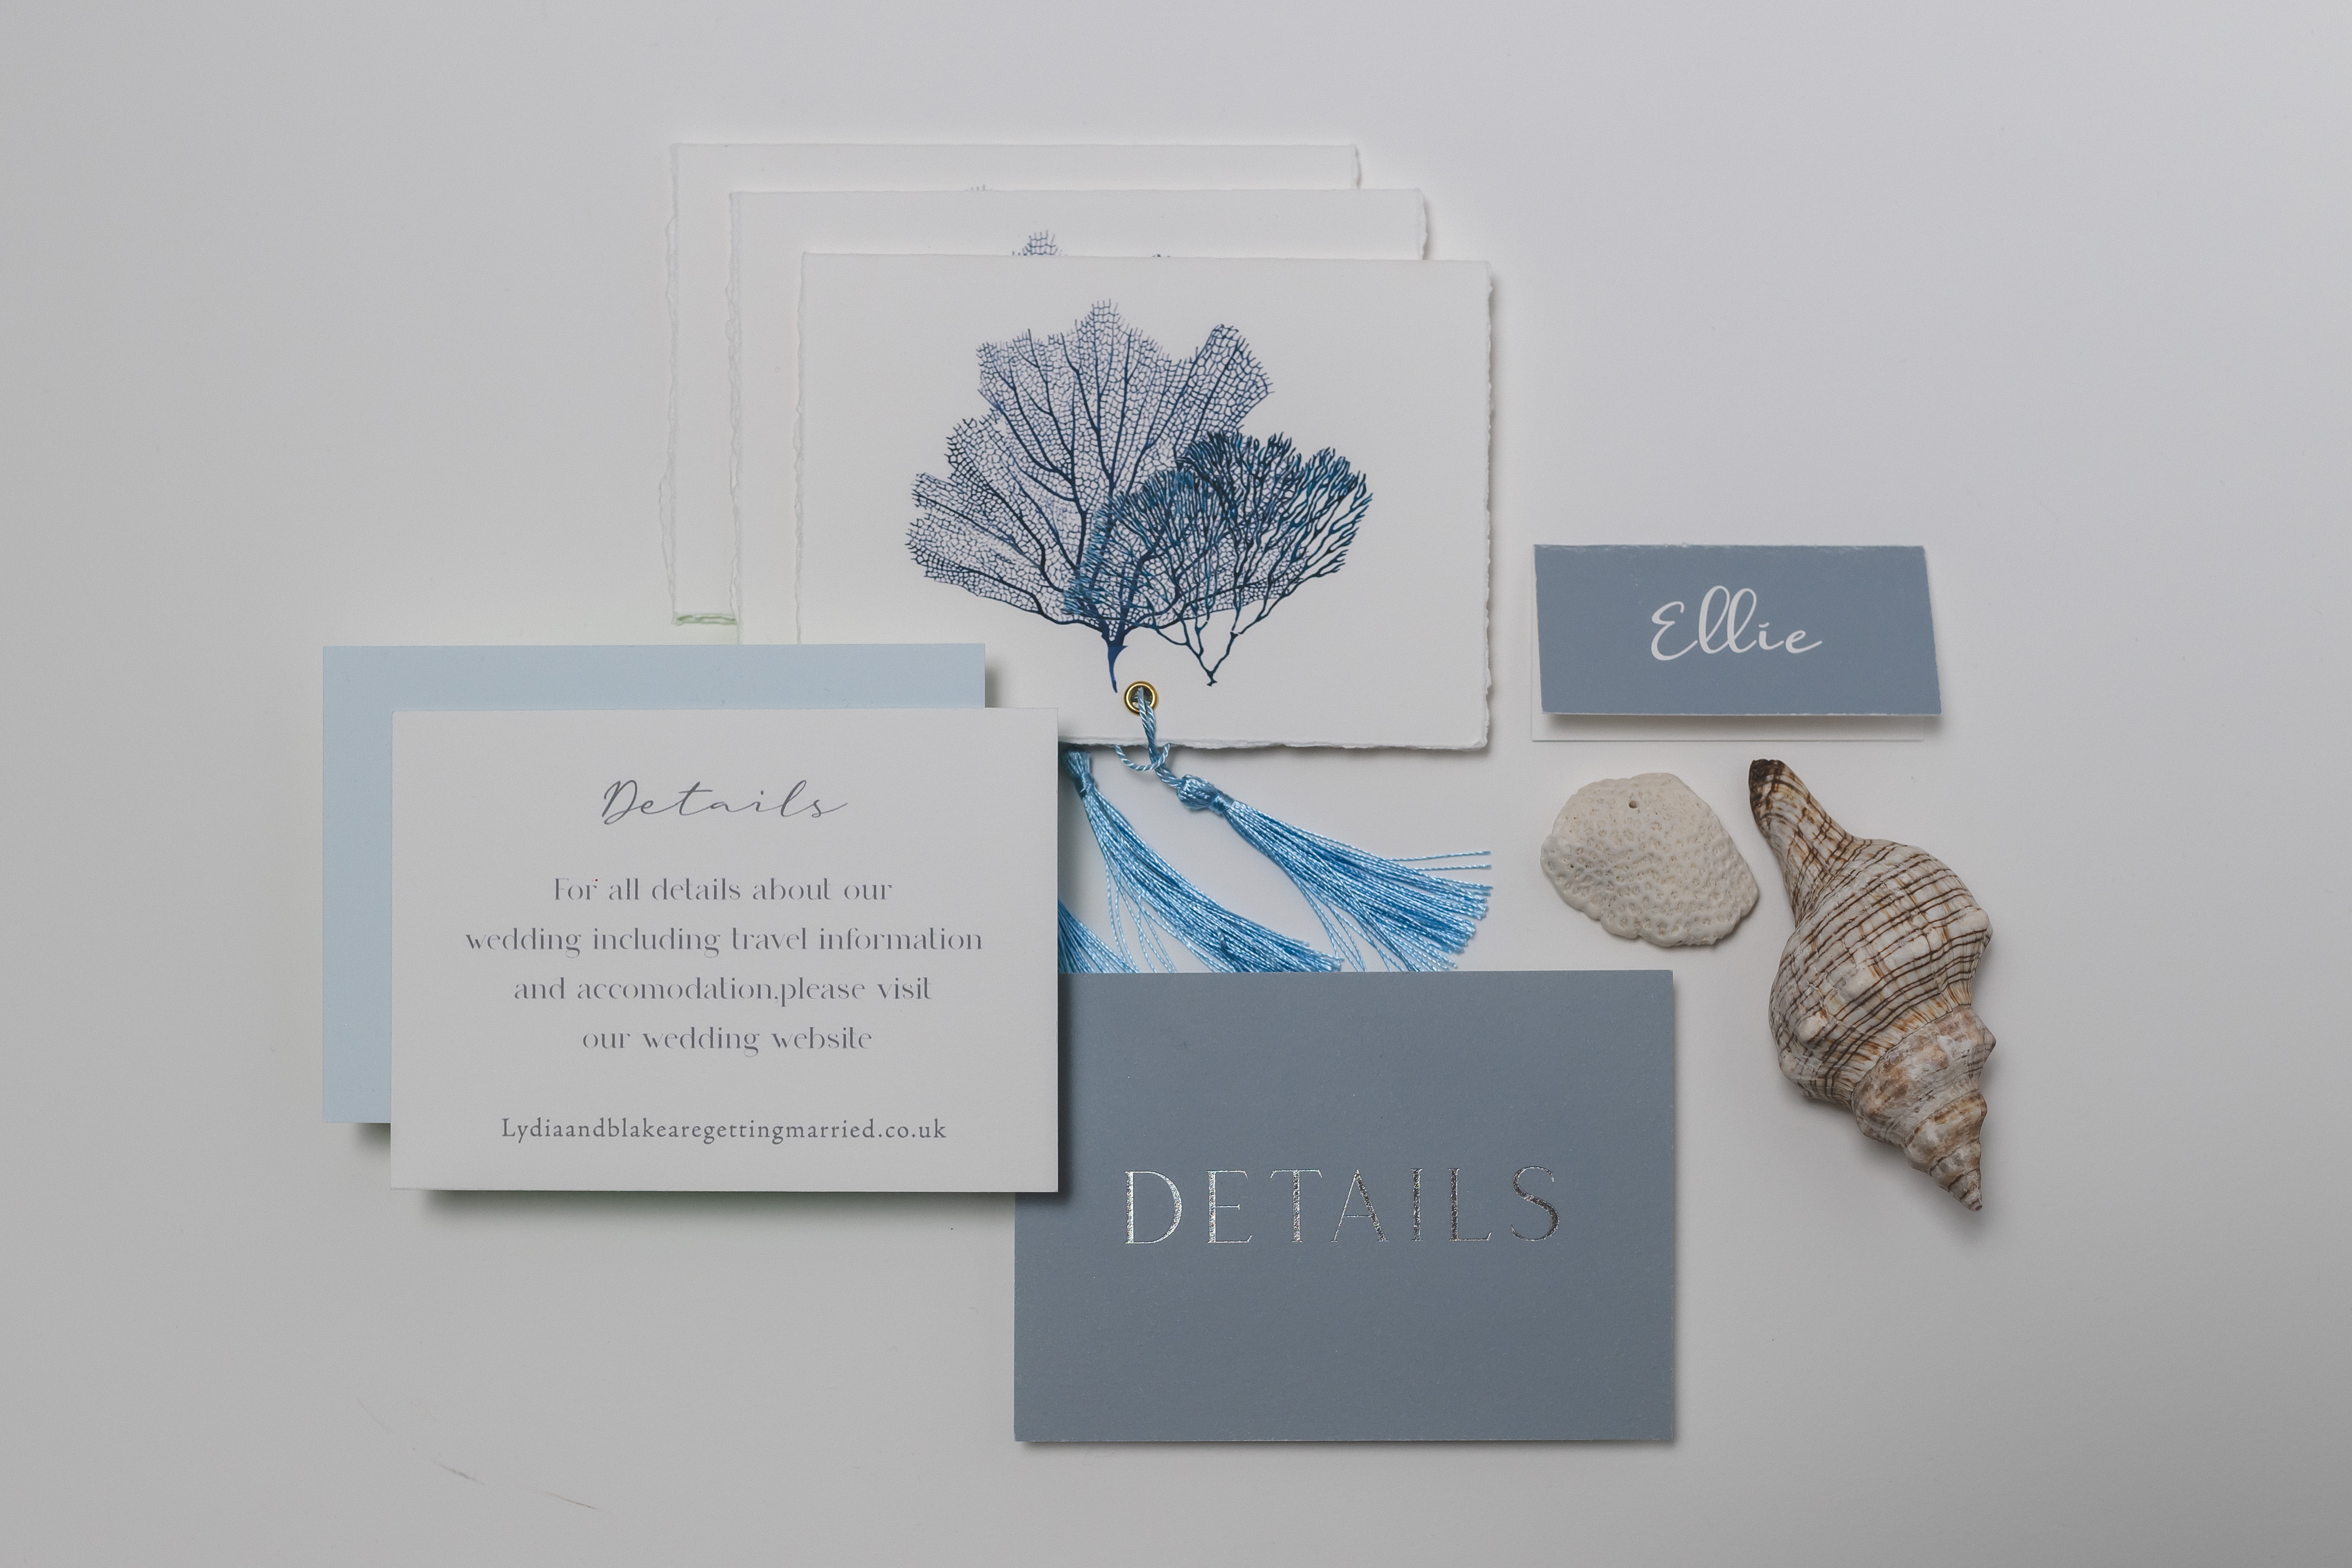 Ellie
Details
For all details about our
wedding including travel information
and accomodation,please visit
our wedding website
Lydiaandblakearegettingmarried.co.uk
DETAILS